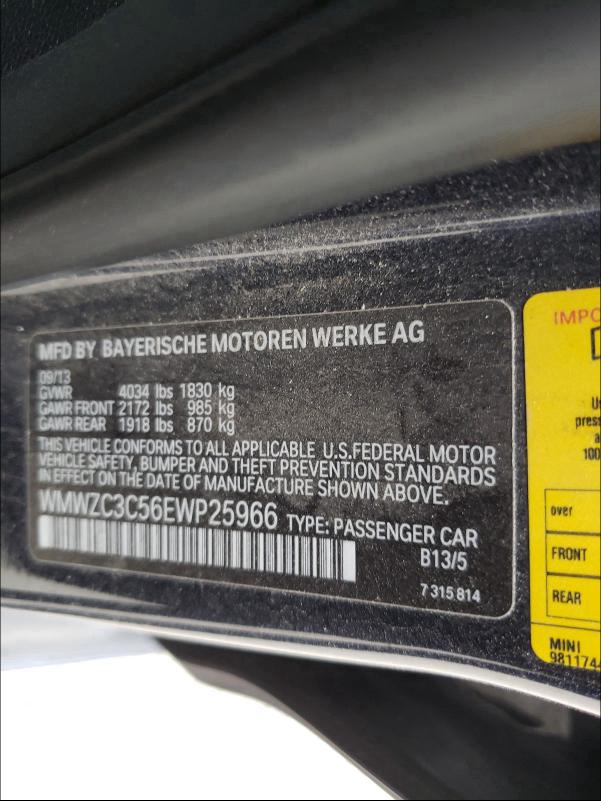 MFD BY BAYERISCHE MOTOREN WERKE AG
09/13
GVWR 4034 lbs 1830 kg
GAWR FRONT 2172 lbs 985 kg
GAWR REAR 1918 lbs 870 kg
THIS VEHICLE CONFORMS TO ALL APPLICABLE U.S.FEDERAL MOTOR
VEHICLE SAFETY, BUMPER AND THEFT PREVENTION STANDARDS
IN EFFECT ON THE DATE OF MANUFACTURE SHOWN ABOVE.
WMWZC3C56EWP25966 TYPE: PASSENGER CAR
B13/5
7 315 814
over
FRONT
REAR
MINI